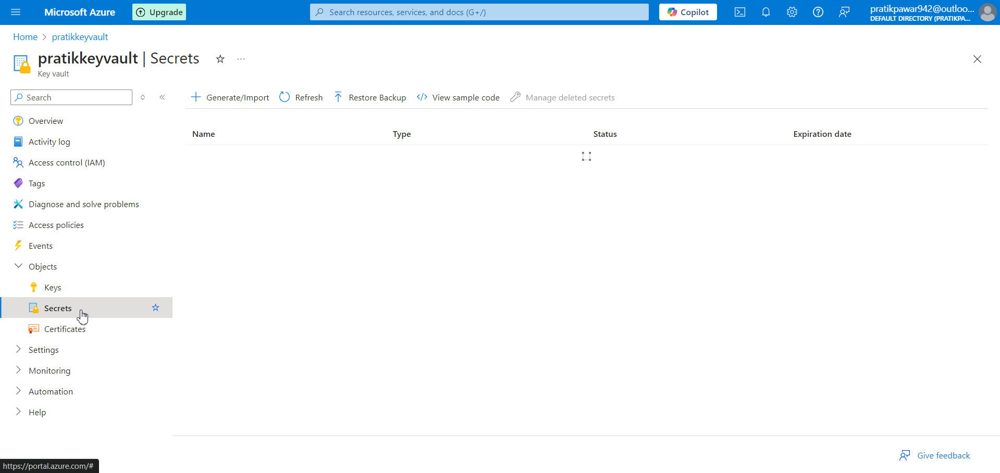 Microsoft Azure Upgrade Search resources, services, and docs (G+/) Copilot pratikpawar942@outloo...
DEFAULT DIRECTORY (PRATIKPA...
Home > pratikkeyvault
pratikkeyvault | Secrets ...
Key vault
Search
Generate/Import Refresh Restore Backup View sample code Manage deleted secrets
Overview
Name Type Status Expiration date
Activity log
Access control (IAM)
Tags
Diagnose and solve problems
Access policies
Events
Objects
Keys
Secrets
Certificates
Settings
Monitoring
Automation
Help
Give feedback
https://portal.azure.com/#